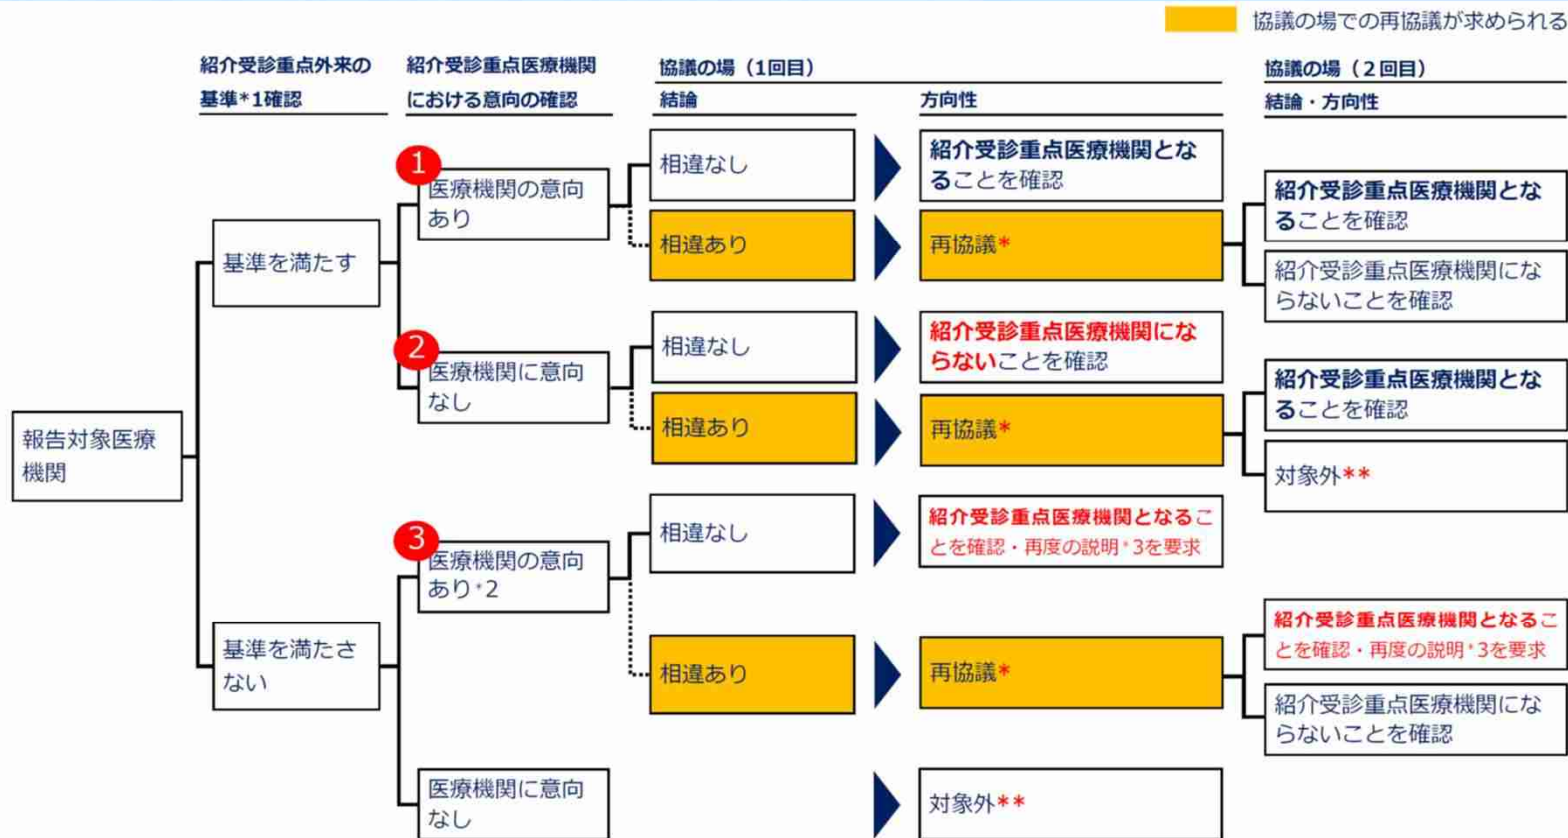 協議の場での再協議が求められる
紹介受診重点外来の
基準*1確認
紹介受診重点医療機関
における意向の確認
協議の場（1回目）
結論
方向性
協議の場（２回目）
結論・方向性
報告対象医療
機関
基準を満たす
1
医療機関の意向
あり
相違なし
紹介受診重点医療機関とな
ることを確認
相違あり
再協議*
紹介受診重点医療機関とな
ることを確認
紹介受診重点医療機関にな
らないことを確認
2
医療機関に意向
なし
相違なし
紹介受診重点医療機関にな
らないことを確認
相違あり
再協議*
紹介受診重点医療機関とな
ることを確認
対象外**
基準を満たさ
ない
3
医療機関の意向
あり*2
相違なし
紹介受診重点医療機関となるこ
とを確認・再度の説明*3を要求
相違あり
再協議*
紹介受診重点医療機関となるこ
とを確認・再度の説明*3を要求
紹介受診重点医療機関にな
らないことを確認
医療機関に意向
なし
対象外**